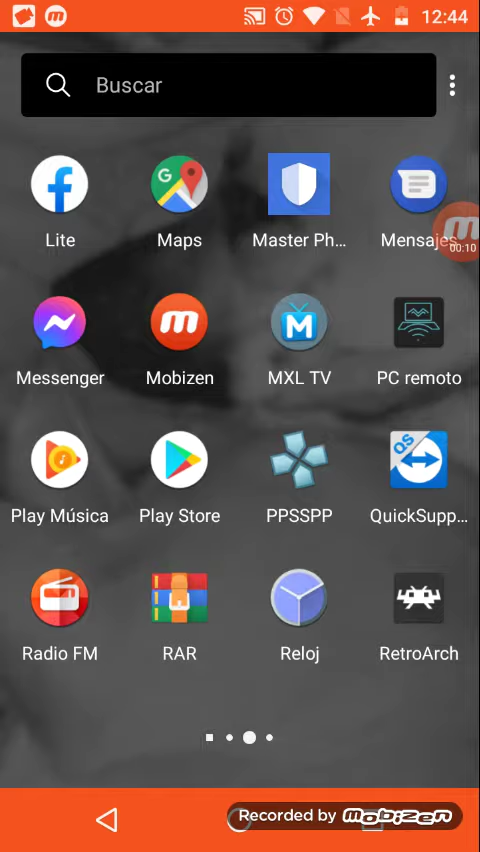 12:44
Buscar
Lite
Maps
Master Ph...
Mensajes
00:10
Messenger
Mobizen
MXL TV
PC remoto
Play Música
Play Store
PPSSPP
QS
QuickSupp...
Radio FM
RAR
Reloj
RetroArch
Recorded by Mobizen